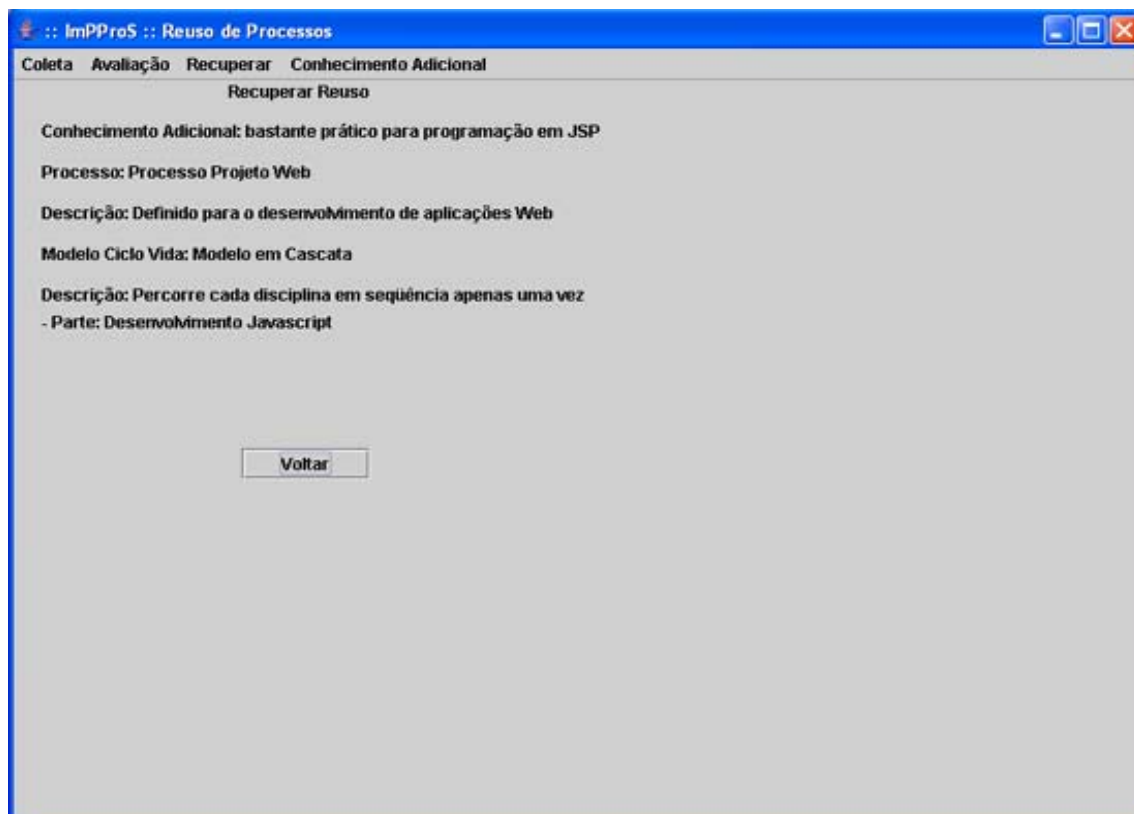 :: ImPProS :: Reuso de Processos
Coleta Avaliação Recuperar Conhecimento Adicional
Recuperar Reuso
Conhecimento Adicional: bastante prático para programação em JSP
Processo: Processo Projeto Web
Descrição: Definido para o desenvolvimento de aplicações Web
Modelo Ciclo Vida: Modelo em Cascata
Descrição: Percorre cada disciplina em seqüência apenas uma vez
- Parte: Desenvolvimento Javascript
Voltar